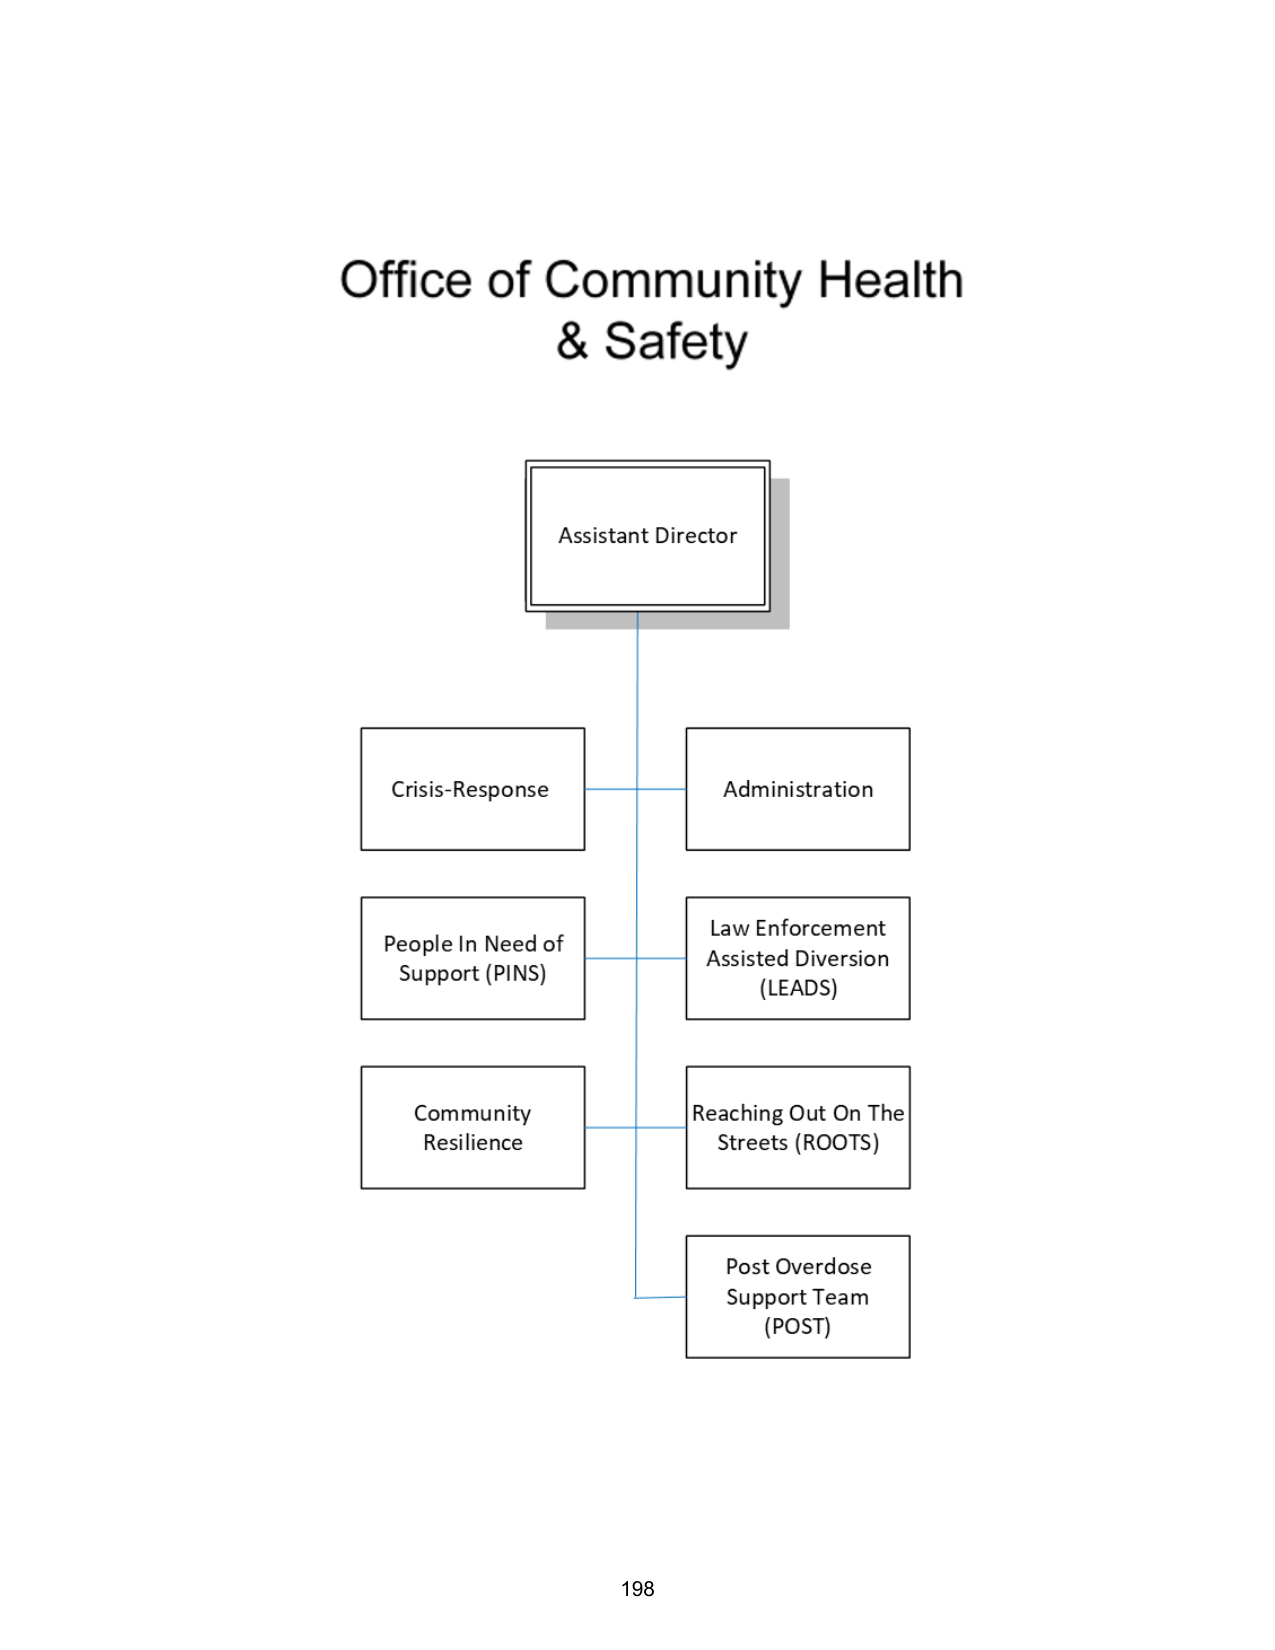 Office of Community Health
& Safety
Assistant Director
Crisis-Response
Administration
People In Need of
Support (PINS)
Law Enforcement
Assisted Diversion
(LEADS)
Community
Resilience
Reaching Out On The
Streets (ROOTS)
Post Overdose
Support Team
(POST)
198